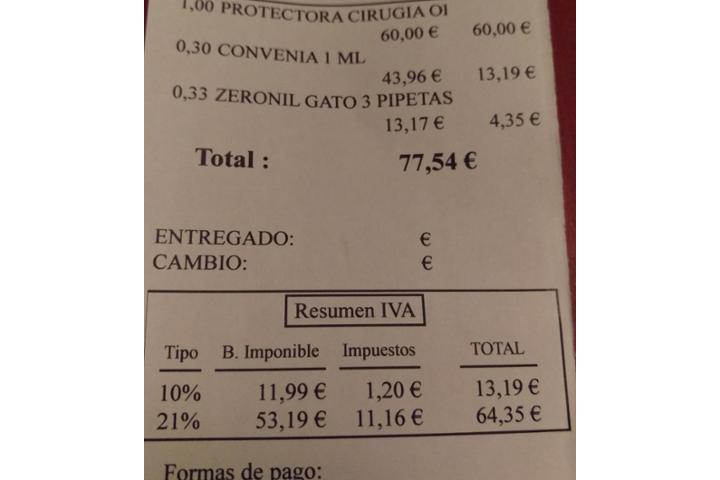 1,00 PROTECTORA CIRUGIA OI
60,00 € 60,00 €
0,30 CONVENIA 1 ML
43,96 € 13,19 €
0,33 ZERONIL GATO 3 PIPETAS
13,17 € 4,35 €
Total : 77,54 €
ENTREGADO: €
CAMBIO: €
Resumen IVA
Tipo B. Imponible Impuestos TOTAL
10% 11,99 € 1,20 € 13,19 €
21% 53,19 € 11,16 € 64,35 €
Formas de pago: